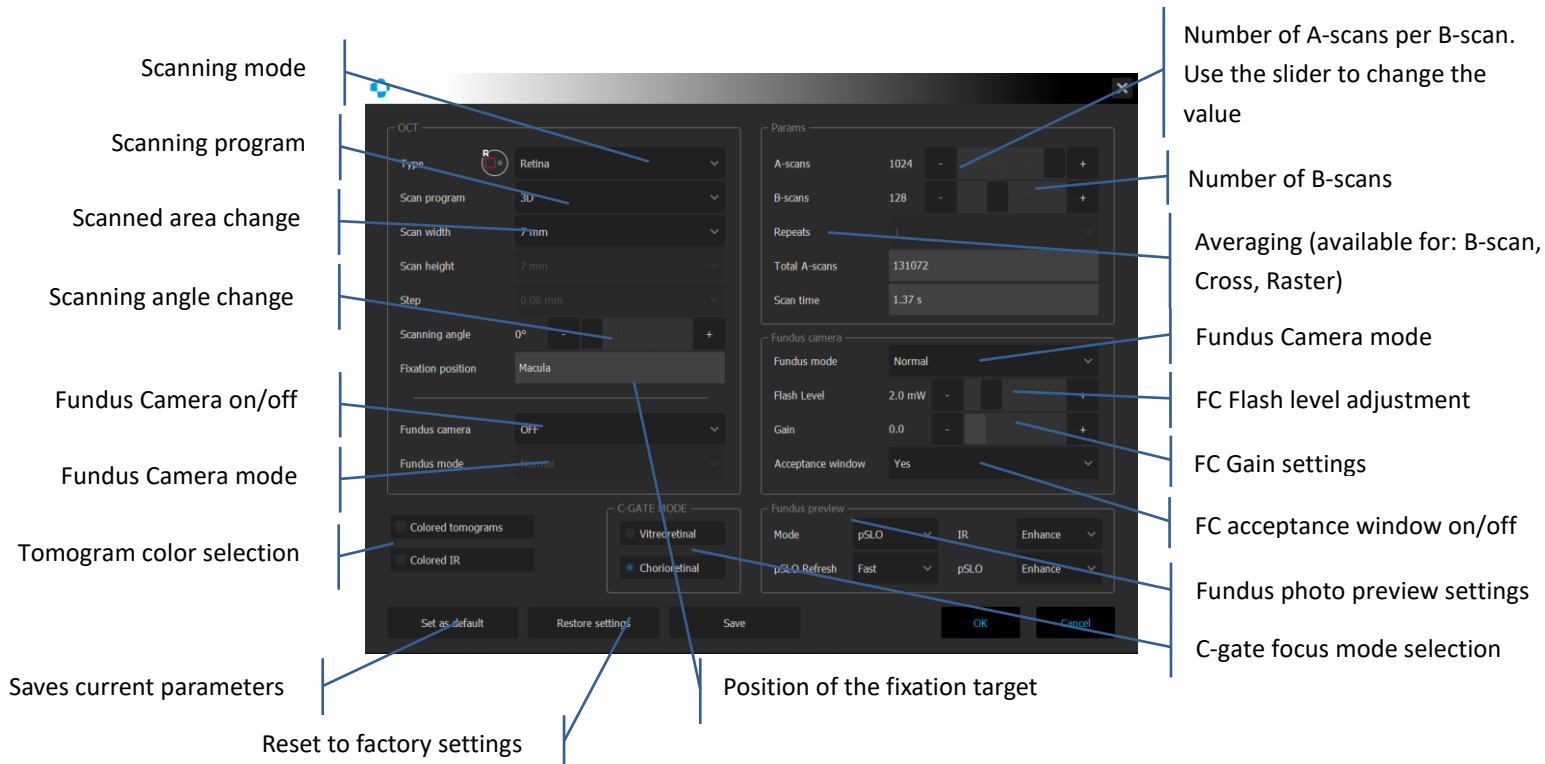 Scanning mode
Scanning program
Scanned area change
Scanning angle change
Fundus Camera on/off
Fundus Camera mode
Tomogram color selection
Saves current parameters
Reset to factory settings
OCT
Type R Retina
Scan program 3D
Scan width 7 mm
Scan height 7 mm
Step 0.06 mm
Scanning angle 0° - +
Fixation position Macula
Fundus camera OFF
Fundus mode Normal
Colored tomograms
Colored IR
C-GATE MODE
Vitreoretinal
Chorioretinal
Set as default Restore settings Save
Params
A-scans 1024 - +
B-scans 128 - +
Repeats 1
Total A-scans 131072
Scan time 1.37 s
Fundus camera
Fundus mode Normal
Flash Level 2.0 mW - +
Gain 0.0 - +
Acceptance window Yes
Fundus preview
Mode pSLO IR Enhance
pSLO Refresh Fast pSLO Enhance
OK Cancel
Position of the fixation target
Number of A-scans per B-scan.
Use the slider to change the
value
Number of B-scans
Averaging (available for: B-scan,
Cross, Raster)
Fundus Camera mode
FC Flash level adjustment
FC Gain settings
FC acceptance window on/off
Fundus photo preview settings
C-gate focus mode selection